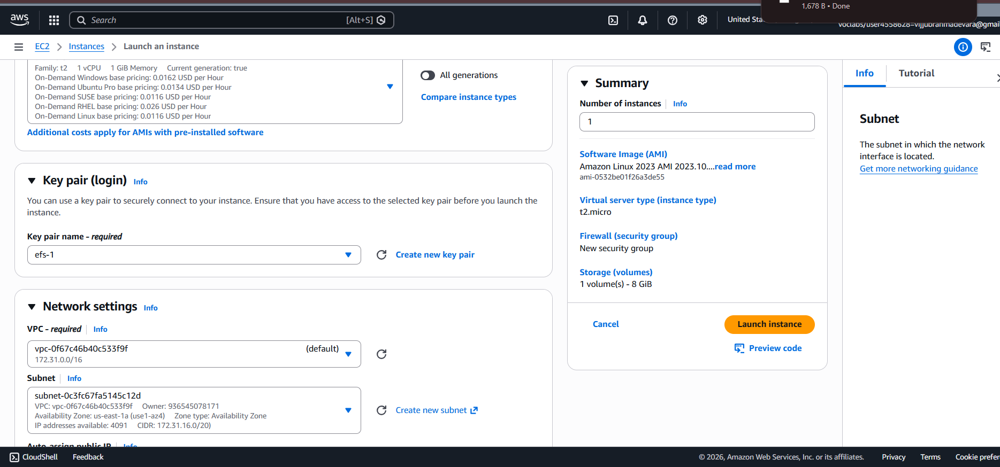 1,678 B • Done
aws
Search
[Alt+S]
United Sta
voclabs/user4558628=vijjubrahmadevara@gmail
EC2
Instances
Launch an instance
Family: t2 1 vCPU 1 GiB Memory Current generation: true
On-Demand Windows base pricing: 0.0162 USD per Hour
On-Demand Ubuntu Pro base pricing: 0.0134 USD per Hour
On-Demand SUSE base pricing: 0.0116 USD per Hour
On-Demand RHEL base pricing: 0.026 USD per Hour
On-Demand Linux base pricing: 0.0116 USD per Hour
All generations
Compare instance types
Additional costs apply for AMIs with pre-installed software
Key pair (login) Info
You can use a key pair to securely connect to your instance. Ensure that you have access to the selected key pair before you launch the
instance.
Key pair name - required
efs-1
Create new key pair
Network settings Info
VPC - required Info
vpc-0f67c46b40c533f9f (default)
172.31.0.0/16
Subnet Info
subnet-0c3fc67fa5145c12d
VPC: vpc-0f67c46b40c533f9f Owner: 936545078171
Availability Zone: us-east-1a (use1-az4) Zone type: Availability Zone
IP addresses available: 4091 CIDR: 172.31.16.0/20)
Create new subnet
Auto-assign public IP Info
Summary
Number of instances Info
1
Software Image (AMI)
Amazon Linux 2023 AMI 2023.10....read more
ami-0532be01f26a3de55
Virtual server type (instance type)
t2.micro
Firewall (security group)
New security group
Storage (volumes)
1 volume(s) - 8 GiB
Cancel
Launch instance
Preview code
Info
Tutorial
Subnet
The subnet in which the network
interface is located.
Get more networking guidance
CloudShell
Feedback
© 2026, Amazon Web Services, Inc. or its affiliates.
Privacy
Terms
Cookie prefer